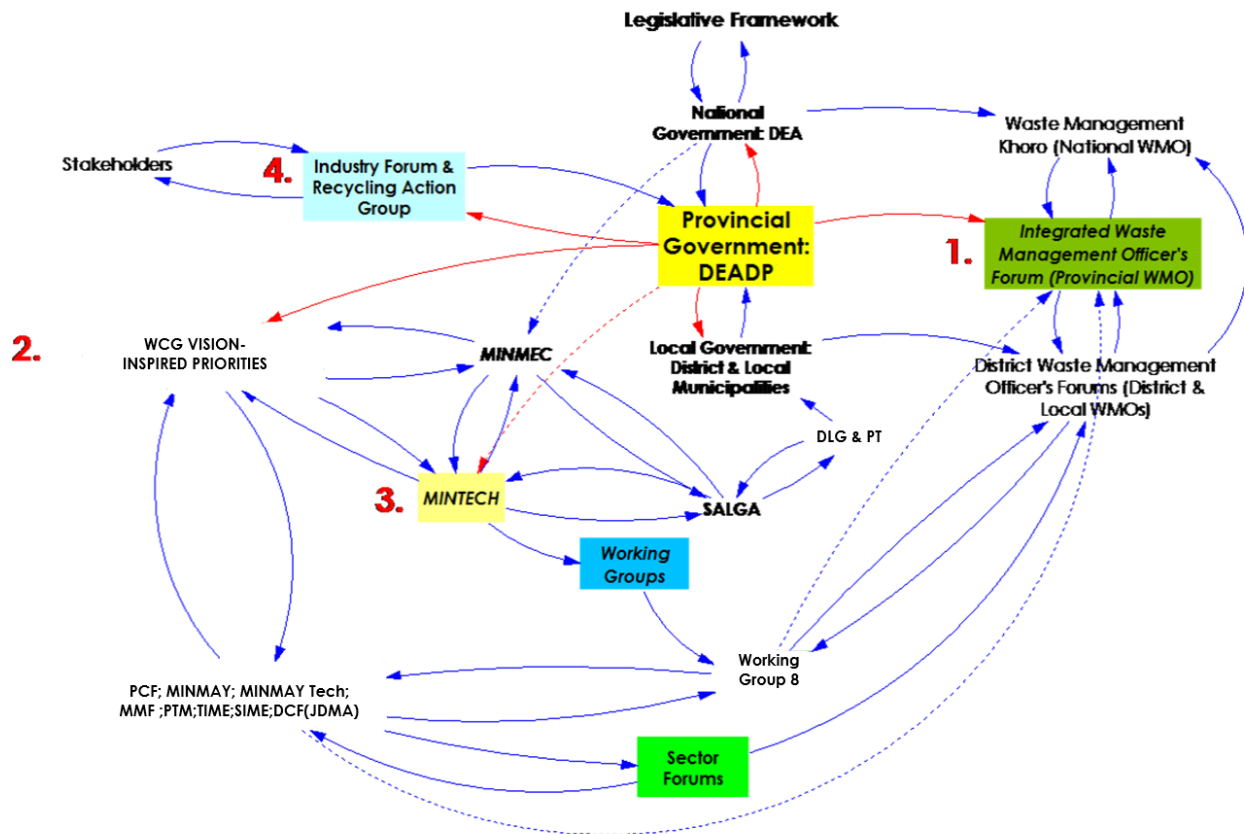 Legislative Framework
National
Government: DEA
Waste Management
Khoro (National WMO)
Stakeholders
4.
Industry Forum &
Recycling Action
Group
Provincial
Government:
DEADP
1.
Integrated Waste
Management Officer's
Forum (Provincial WMO)
2.
WCG VISION-
INSPIRED PRIORITIES
MINMEC
Local Government:
District & Local
Municipalities
District Waste Management
Officer's Forums (District &
Local WMOs)
DLG & PT
3.
MINTECH
SALGA
Working
Groups
Working
Group 8
PCF; MINMAY; MINMAY Tech;
MMF ;PTM;TIME;SIME;DCF(JDMA)
Sector
Forums